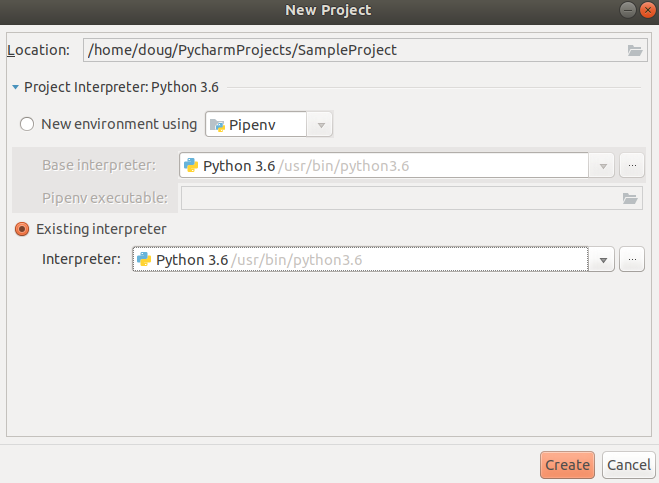 New Project
Location: /home/doug/PycharmProjects/SampleProject
Project Interpreter: Python 3.6
New environment using Pipenv
Base interpreter: Python 3.6 /usr/bin/python3.6 ...
Pipenv executable:
Existing interpreter
Interpreter: Python 3.6 /usr/bin/python3.6 ...
Create Cancel